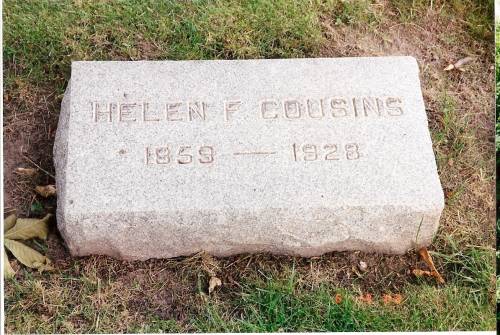 HELEN F. COUSINS
1859 — 1928